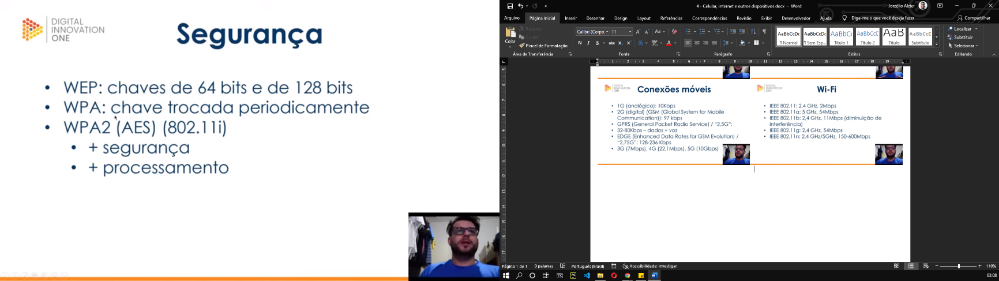 DIGITAL
INNOVATION
ONE
Segurança
• WEP: chaves de 64 bits e de 128 bits
• WPA: chave trocada periodicamente
• WPA2 (AES) (802.11i)
• + segurança
• + processamento
4 - Celular, internet e outros dispositivos.docx - Word
Jorzélio Alzier
Arquivo Página Inicial Inserir Desenhar Design Layout Referências Correspondências Revisão Exibir Desenvolvedor Ajuda Diga-me o que você deseja fazer Compartilhar
Colar
Recortar
Copiar
Pincel de Formatação
Área de Transferência
Calibri (Corpo) 11
N I S abc x₂ x²
Fonte
Parágrafo
AaBbCcDc AaBbCcDc AaBbC( AaBbCcC AaB AaBbCcD
¶ Normal ¶ Sem Esp... Título 1 Título 2 Título Subtítulo
Estilos
Localizar
Substituir
Selecionar
Editando
DIGITAL
INNOVATION
ONE
Conexões móveis
• 1G (analógico): 10Kbps
• 2G (digital) (GSM (Global System for Mobile
Communication)): 97 kbps
• GPRS (General Packet Radio Service) / “2,5G”:
• 32-80Kbps – dados + voz
• EDGE (Enhanced Data Rates for GSM Evolution) /
“2,75G”: 128-236 Kbps
• 3G (7Mbps), 4G (22,1Mbps), 5G (10Gbps)
DIGITAL
INNOVATION
ONE
Wi-Fi
• IEEE 802.11: 2,4 GHz, 2Mbps
• IEEE 802.11a: 5 GHz, 54Mbps
• IEEE 802.11b: 2,4 GHz, 11Mbps (diminuição de
interferência)
• IEEE 802.11g: 2,4 GHz, 54Mbps
• IEEE 802.11n: 2,4 GHz/5GHz, 150-600Mbps
Página 1 de 1 0 palavras Português (Brasil) Acessibilidade: investigar 110%
03:08